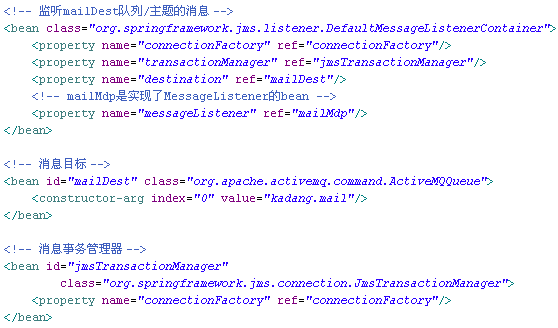 <!-- 监听mailDest队列/主题的消息 -->
<bean class="org.springframework.jms.listener.DefaultMessageListenerContainer">
    <property name="connectionFactory" ref="connectionFactory"/>
    <property name="transactionManager" ref="jmsTransactionManager"/>
    <property name="destination" ref="mailDest"/>
    <!-- mailMdp是实现了MessageListener的bean -->
    <property name="messageListener" ref="mailMdp"/>
</bean>

<!-- 消息目标 -->
<bean id="mailDest" class="org.apache.activemq.command.ActiveMQQueue">
    <constructor-arg index="0" value="kadang.mail"/>
</bean>

<!-- 消息事务管理器 -->
<bean id="jmsTransactionManager"
        class="org.springframework.jms.connection.JmsTransactionManager">
    <property name="connectionFactory" ref="connectionFactory"/>
</bean>